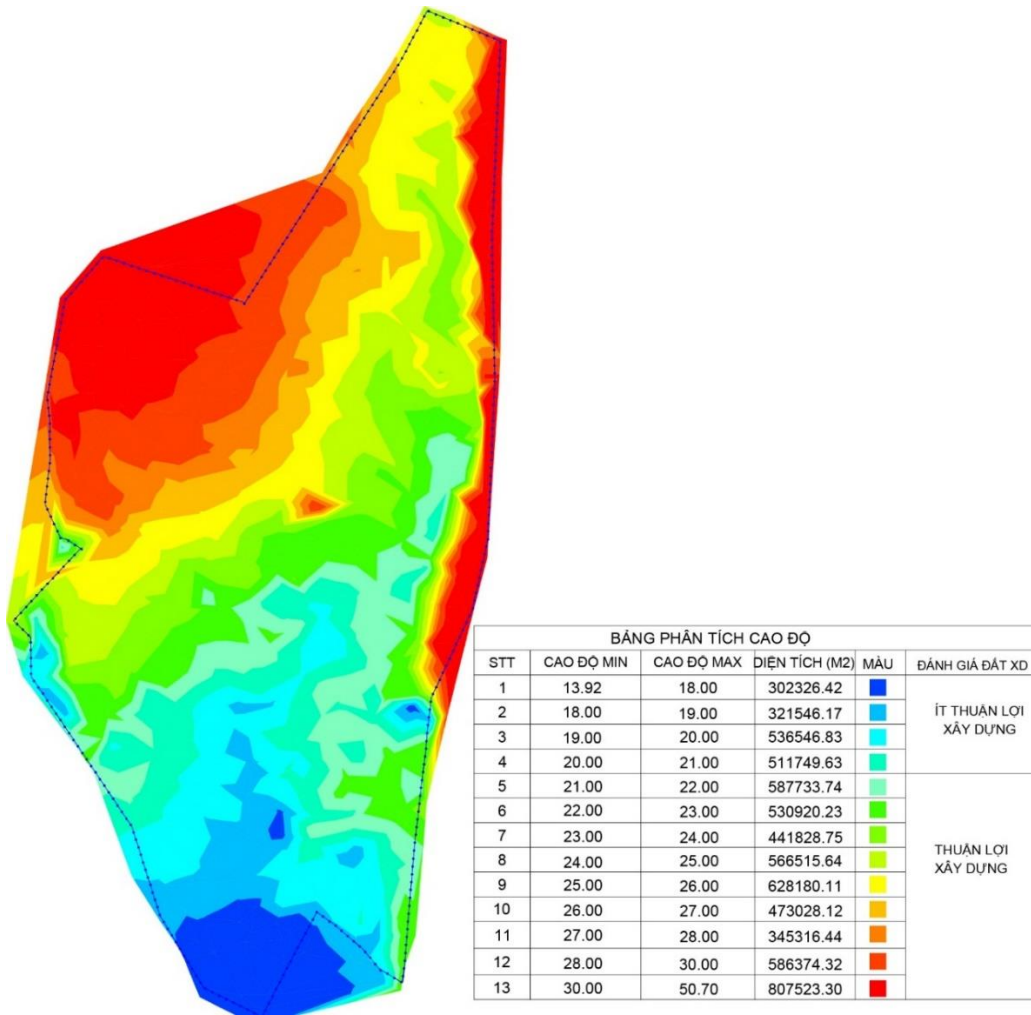 BẢNG PHÂN TÍCH CAO ĐỘ
STT CAO ĐỘ MIN CAO ĐỘ MAX DIỆN TÍCH (M2) MÀU ĐÁNH GIÁ ĐẤT XD
1 13.92 18.00 302326.42
2 18.00 19.00 321546.17
3 19.00 20.00 536546.83
4 20.00 21.00 511749.63
ÍT THUẬN LỢI
XÂY DỰNG
5 21.00 22.00 587733.74
6 22.00 23.00 530920.23
7 23.00 24.00 441828.75
8 24.00 25.00 566515.64
9 25.00 26.00 628180.11
10 26.00 27.00 473028.12
11 27.00 28.00 345316.44
12 28.00 30.00 586374.32
13 30.00 50.70 807523.30
THUẬN LỢI
XÂY DỰNG